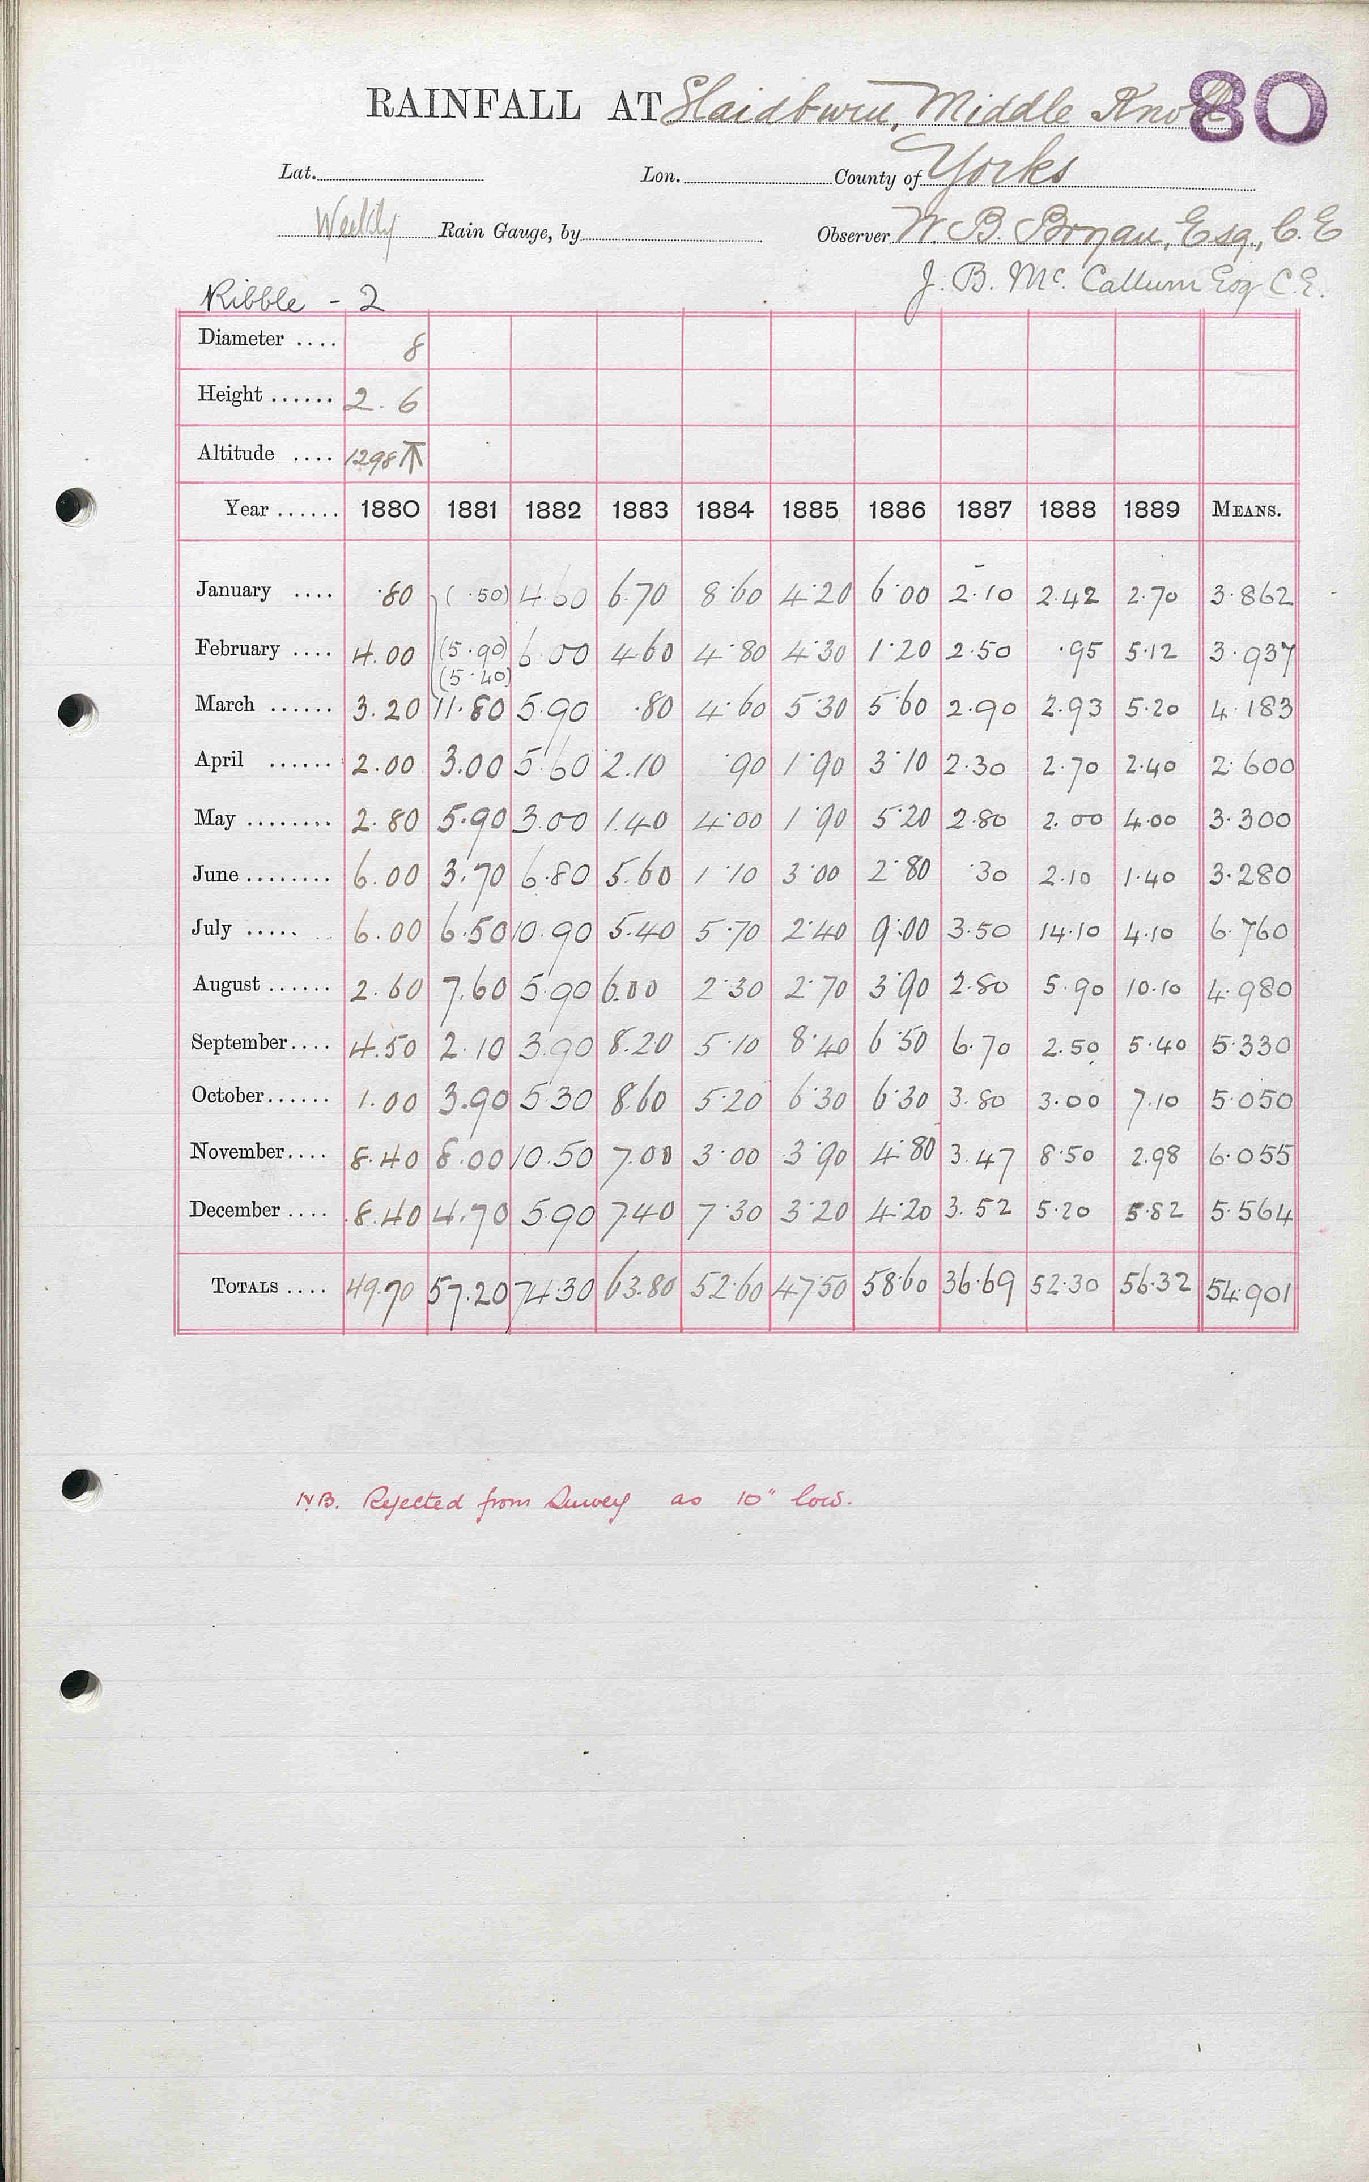 RAINFALL AT Slaidburn, Middle Knoll 80
Lat. Lon. County of Yorks
Weekly Rain Gauge, by Observer W. B. Bryan, Esq., C.E
J. B. Mc. Callum Esq C.E.
Ribble - 2
Diameter .... 8
Height ...... 2.6
Altitude .... 1298
Year ...... 1880 1881 1882 1883 1884 1885 1886 1887 1888 1889 MEANS.
January .... .80 ( .50) 4.60 6.70 8.60 4.20 6.00 2.10 2.42 2.70 3.862
February .... 4.00 (5.90) 6.00 4.60 4.80 4.30 1.20 2.50 .95 5.12 3.937
(5.40)
March ...... 3.20 11.80 5.90 .80 4.60 5.30 5.60 2.90 2.93 5.20 4.183
April ...... 2.00 3.00 5.60 2.10 .90 1.90 3.10 2.30 2.70 2.40 2.600
May ........ 2.80 5.90 3.00 1.40 4.00 1.90 5.20 2.80 2.00 4.00 3.300
June ........ 6.00 3.70 6.80 5.60 1.10 3.00 2.80 .30 2.10 1.40 3.280
July ..... 6.00 6.50 10.90 5.40 5.70 2.40 9.00 3.50 14.10 4.10 6.760
August ...... 2.60 7.60 5.90 6.00 2.30 2.70 3.90 2.80 5.90 10.10 4.980
September .... 4.50 2.10 3.90 8.20 5.10 8.40 6.50 6.70 2.50 5.40 5.330
October ...... 1.00 3.90 5.30 8.60 5.20 6.30 6.30 3.80 3.00 7.10 5.050
November .... 8.40 8.00 10.50 7.00 3.00 3.90 4.80 3.47 8.50 2.98 6.055
December .... 8.40 4.70 5.90 7.40 7.30 3.20 4.20 3.52 5.20 5.82 5.564
TOTALS .... 49.70 57.20 74.30 63.80 52.60 47.50 58.60 36.69 52.30 56.32 54.901
N.B. Rejected from Survey as 10" low.